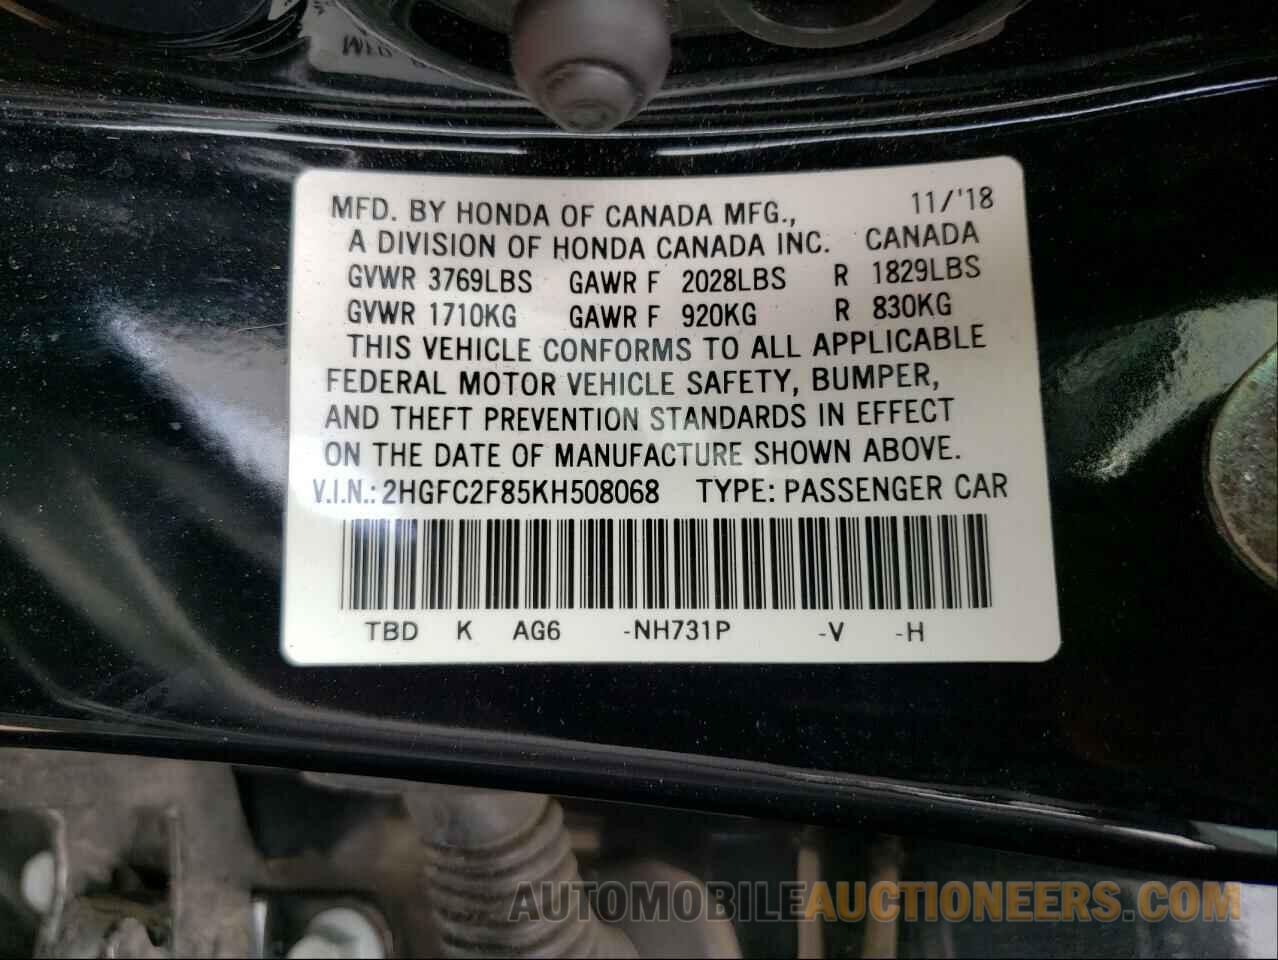 MFD. BY HONDA OF CANADA MFG., 11/'18
A DIVISION OF HONDA CANADA INC. CANADA
GVWR 3769LBS GAWR F 2028LBS R 1829LBS
GVWR 1710KG GAWR F 920KG R 830KG
THIS VEHICLE CONFORMS TO ALL APPLICABLE
FEDERAL MOTOR VEHICLE SAFETY, BUMPER,
AND THEFT PREVENTION STANDARDS IN EFFECT
ON THE DATE OF MANUFACTURE SHOWN ABOVE.
V.I.N.: 2HGFC2F85KH508068 TYPE: PASSENGER CAR
TBD K AG6 -NH731P -V -H
AUTOMOBILEAUCTIONEERS.COM